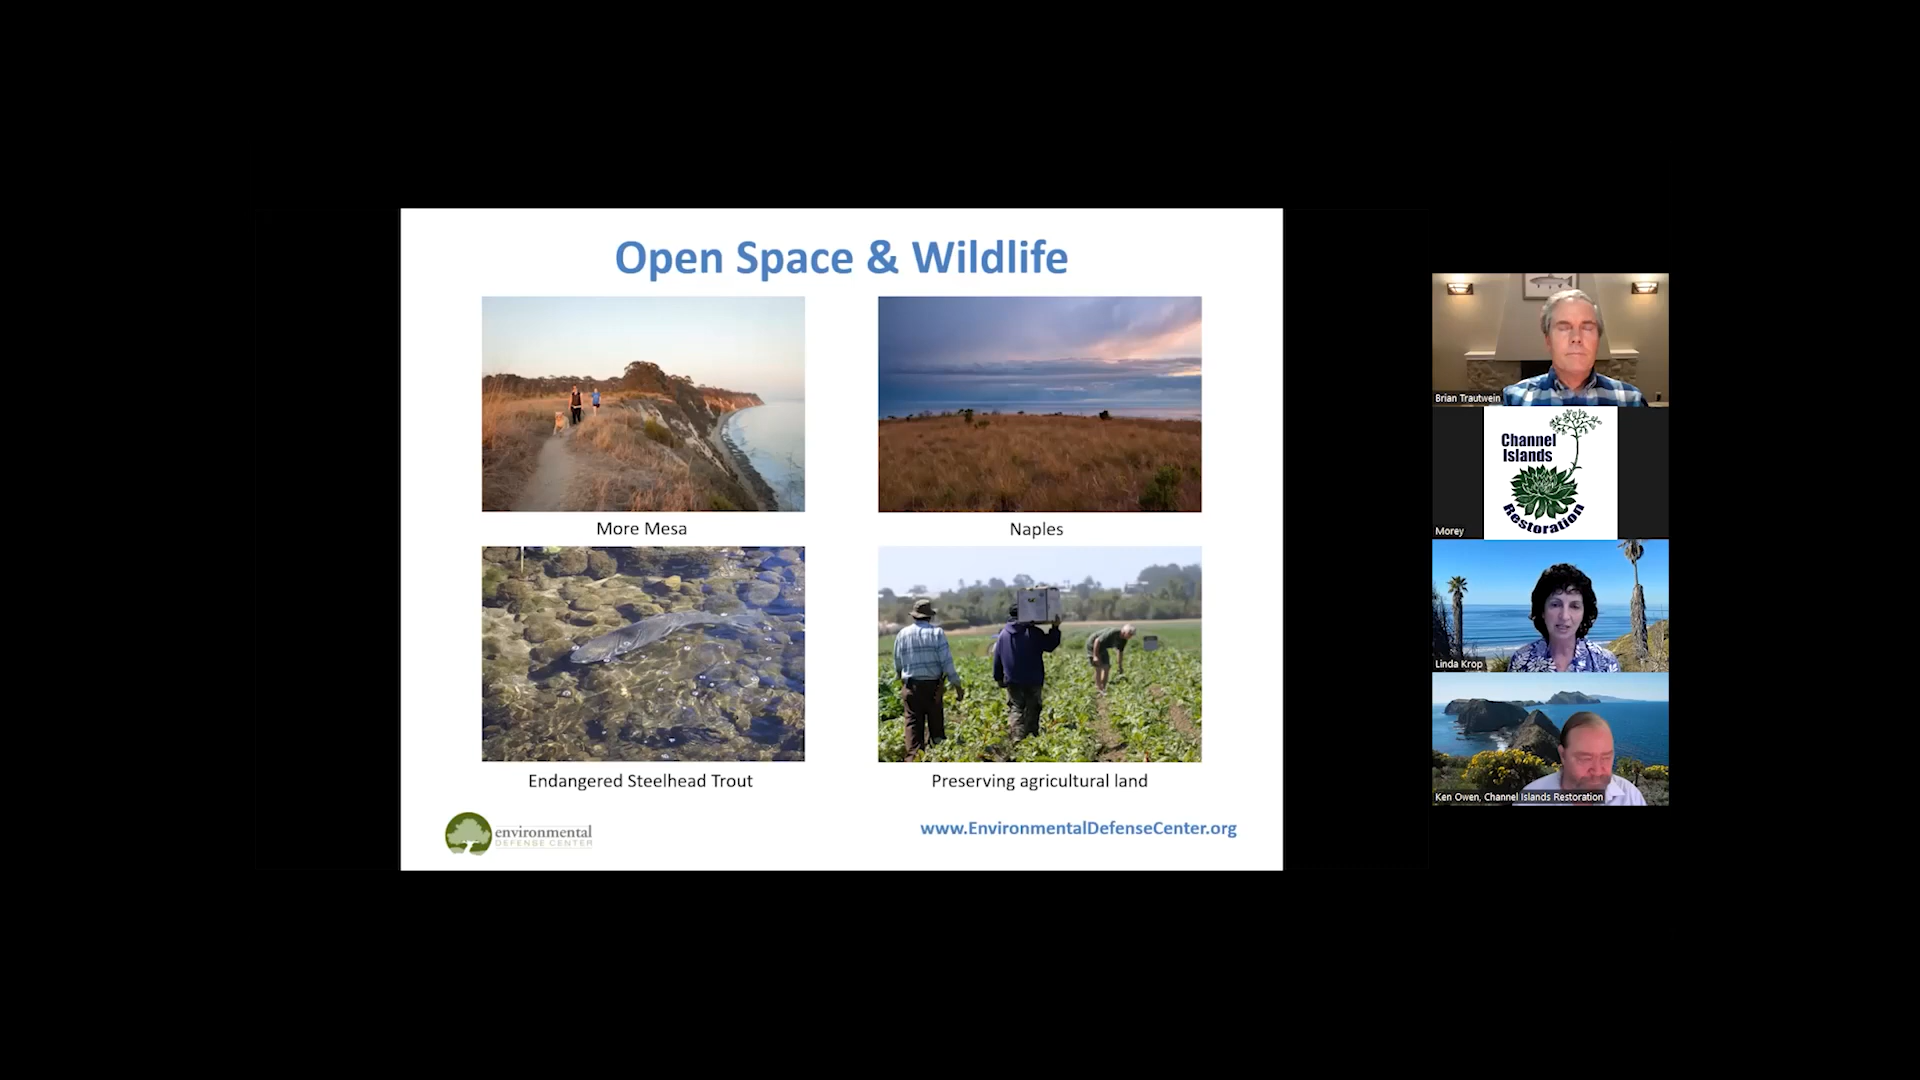 Open Space & Wildlife
More Mesa
Naples
Endangered Steelhead Trout
Preserving agricultural land
environmental
DEFENSE CENTER
www.EnvironmentalDefenseCenter.org
Brian Trautwein
Channel
Islands
Restoration
Morey
Linda Krop
Ken Owen, Channel Islands Restoration